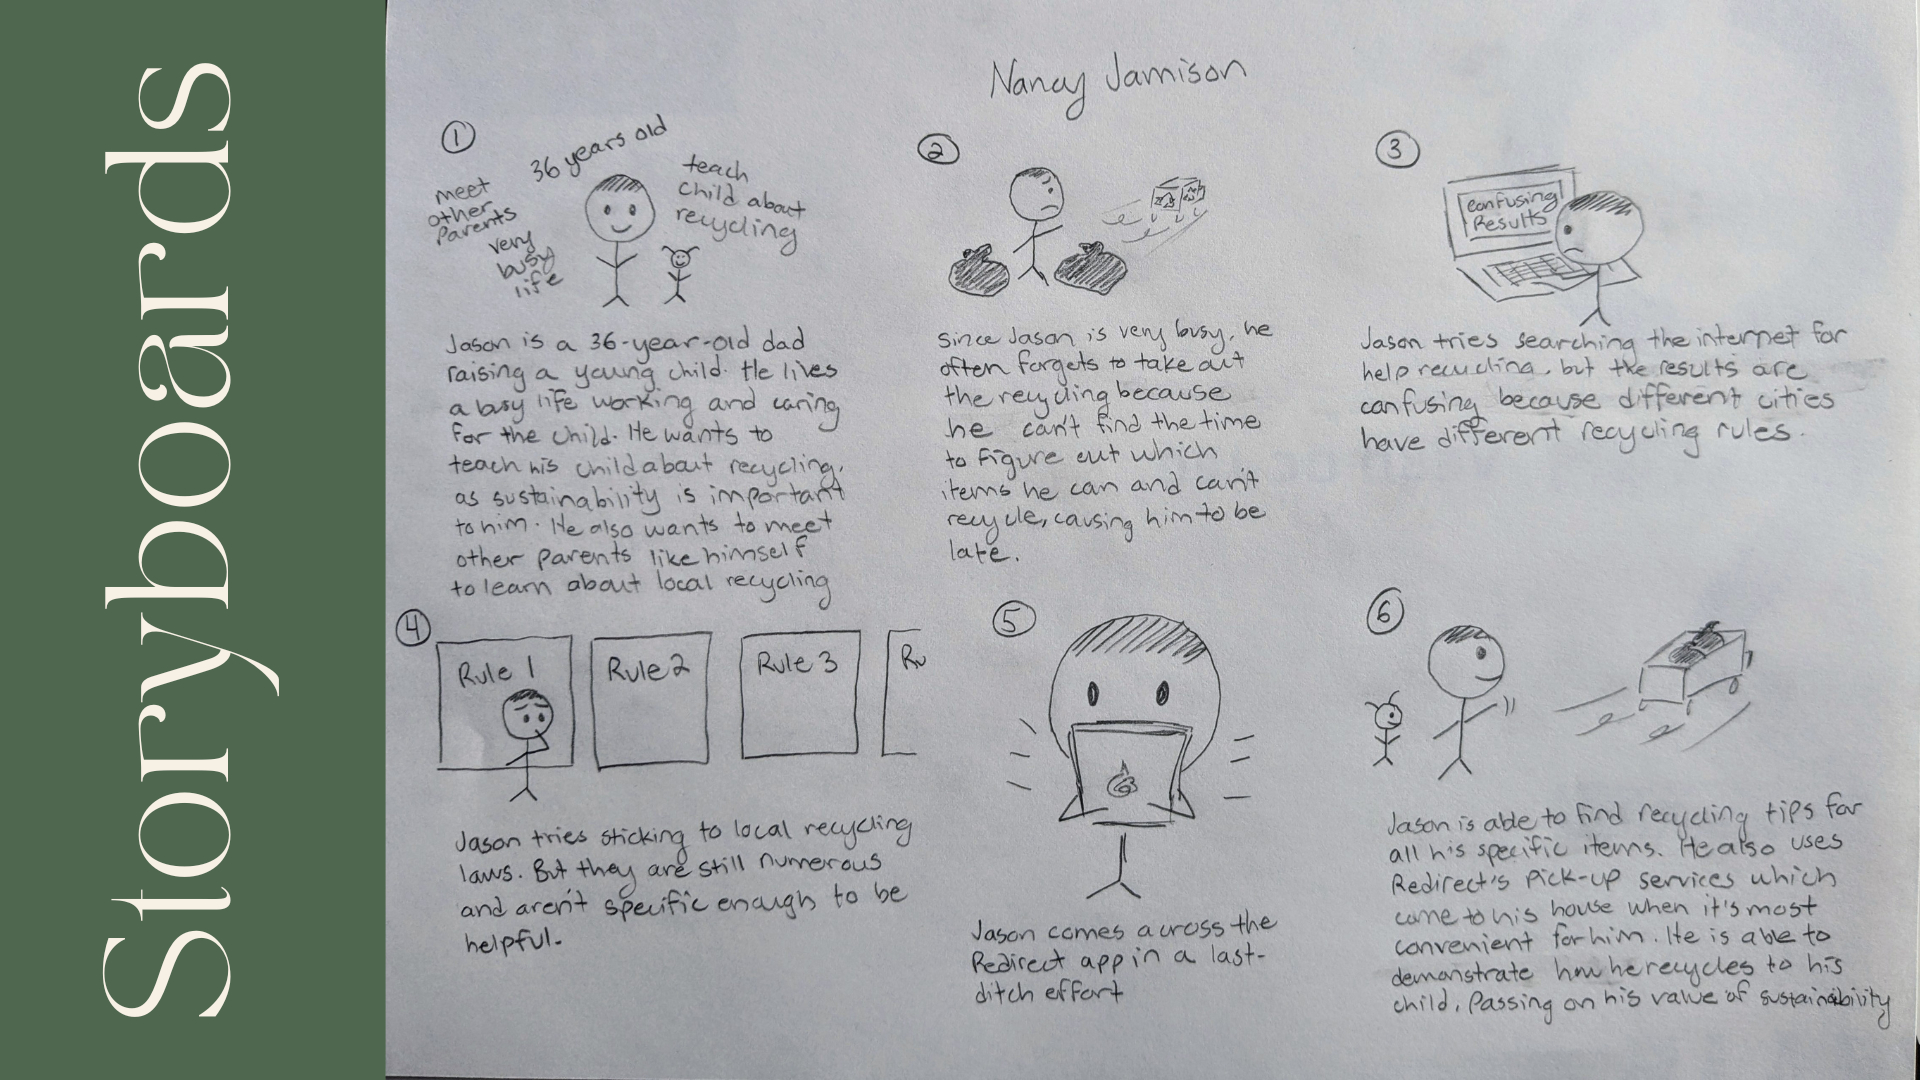 Storyboards
Nancy Jamison
1
36 years old
meet
other
parents
very
busy
life
teach
child about
recycling
Jason is a 36-year-old dad
raising a young child. He lives
a busy life working and caring
for the child. He wants to
teach his child about recycling,
as sustainability is important
to him. He also wants to meet
other parents like himself
to learn about local recycling
2
Since Jason is very busy, he
often forgets to take out
the recycling because
he can't find the time
to figure out which
items he can and can't
recycle, causing him to be
late.
3
confusing
Results
Jason tries searching the internet for
help recycling, but the results are
confusing because different cities
have different recycling rules.
4
Rule 1
Rule 2
Rule 3
Ru
Jason tries sticking to local recycling
laws. But they are still numerous
and aren't specific enough to be
helpful.
5
Jason comes across the
Redirect app in a last-
ditch effort
6
Jason is able to find recycling tips for
all his specific items. He also uses
Redirect's pick-up services which
come to his house when it's most
convenient for him. He is able to
demonstrate how he recycles to his
child, passing on his value of sustainability